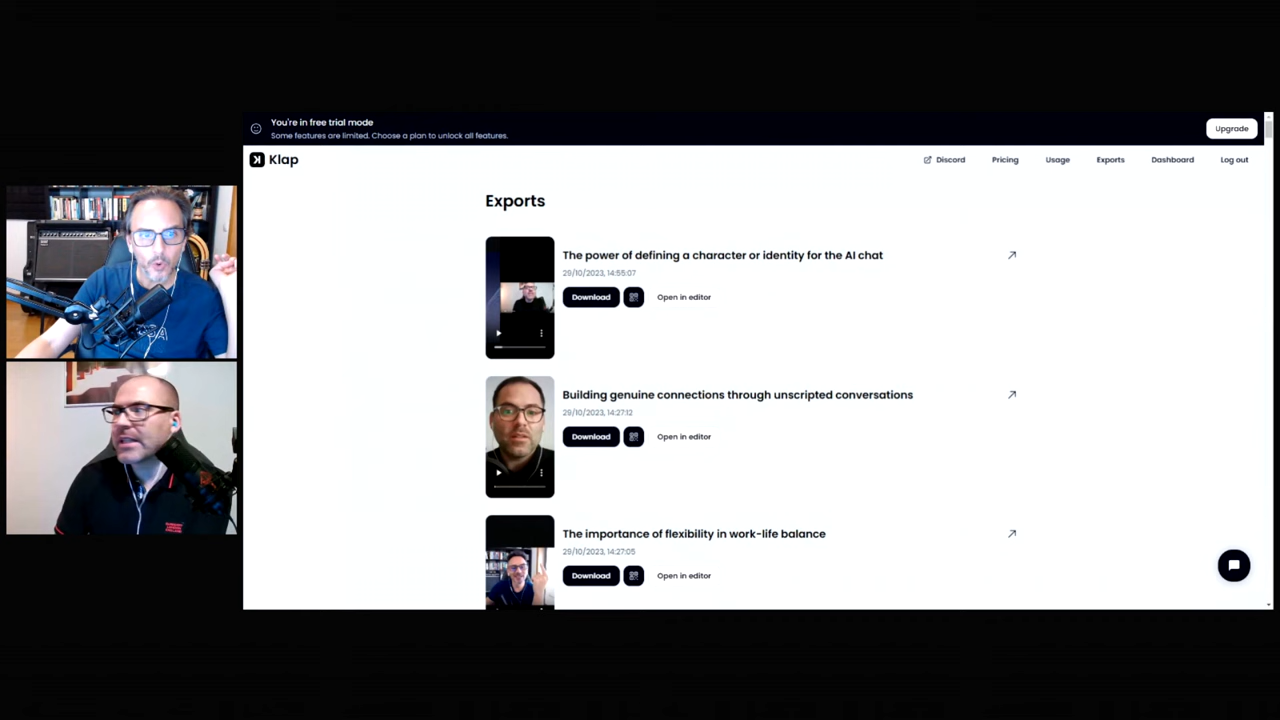 You're in free trial mode
Some features are limited. Choose a plan to unlock all features.
Upgrade
Klap
Discord
Pricing
Usage
Exports
Dashboard
Log out
Exports
The power of defining a character or identity for the AI chat
29/10/2023, 14:55:07
Download
Open in editor
Building genuine connections through unscripted conversations
29/10/2023, 14:27:12
Download
Open in editor
The importance of flexibility in work-life balance
29/10/2023, 14:27:05
Download
Open in editor